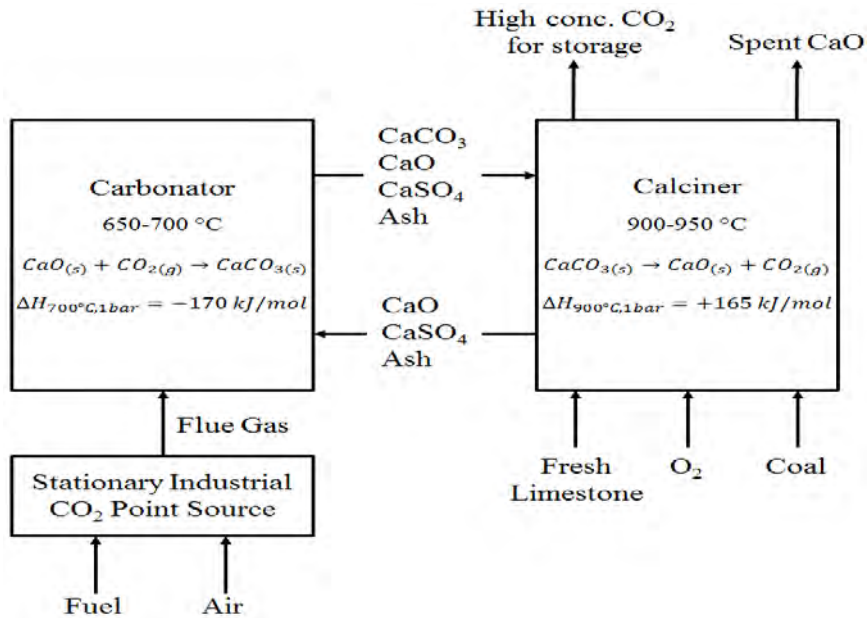 High conc. CO₂
for storage
Spent CaO
Carbonator
650-700 °C
CaO₍ₛ₎ + CO₂₍g₎ → CaCO₃₍ₛ₎
ΔH₇₀₀°C,₁bar = −170 kJ/mol
CaCO₃
CaO
CaSO₄
Ash
CaO
CaSO₄
Ash
Calciner
900-950 °C
CaCO₃₍ₛ₎ → CaO₍ₛ₎ + CO₂₍g₎
ΔH₉₀₀°C,₁bar = +165 kJ/mol
Flue Gas
Stationary Industrial
CO₂ Point Source
Fuel
Air
Fresh
Limestone
O₂
Coal